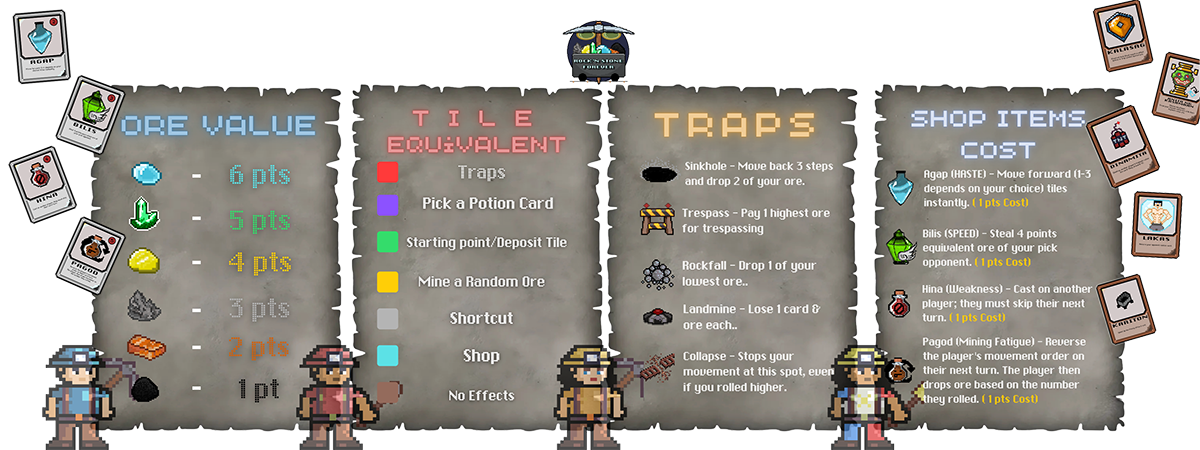 AGAP
BILIS
HINA
PAGOD
ROCK'N STONE
FOREVER
KALASAG
DINAMITA
LAKAS
KARITON
ORE VALUE
- 6 pts
- 5 pts
- 4 pts
- 3 pts
- 2 pts
- 1 pt
TILE
EQUIVALENT
Traps
Pick a Potion Card
Starting point/Deposit Tile
Mine a Random Ore
Shortcut
Shop
No Effects
TRAPS
Sinkhole - Move back 3 steps
and drop 2 of your ore.
Trespass - Pay 1 highest ore
for trespassing
Rockfall - Drop 1 of your
lowest ore..
Landmine - Lose 1 card &
ore each..
Collapse - Stops your
movement at this spot, even
if you rolled higher.
SHOP ITEMS
COST
Agap (HASTE) - Move forward (1-3
depends on your choice) tiles
instantly. ( 1 pts Cost)
Bilis (SPEED) - Steal 4 points
equivalent ore of your pick
opponent. ( 1 pts Cost)
Hina (Weakness) - Cast on another
player; they must skip their next
turn. ( 1 pts Cost)
Pagod (Mining Fatigue) - Reverse
the player's movement order on
their next turn. The player then
drops ore based on the number
they rolled. ( 1 pts Cost)